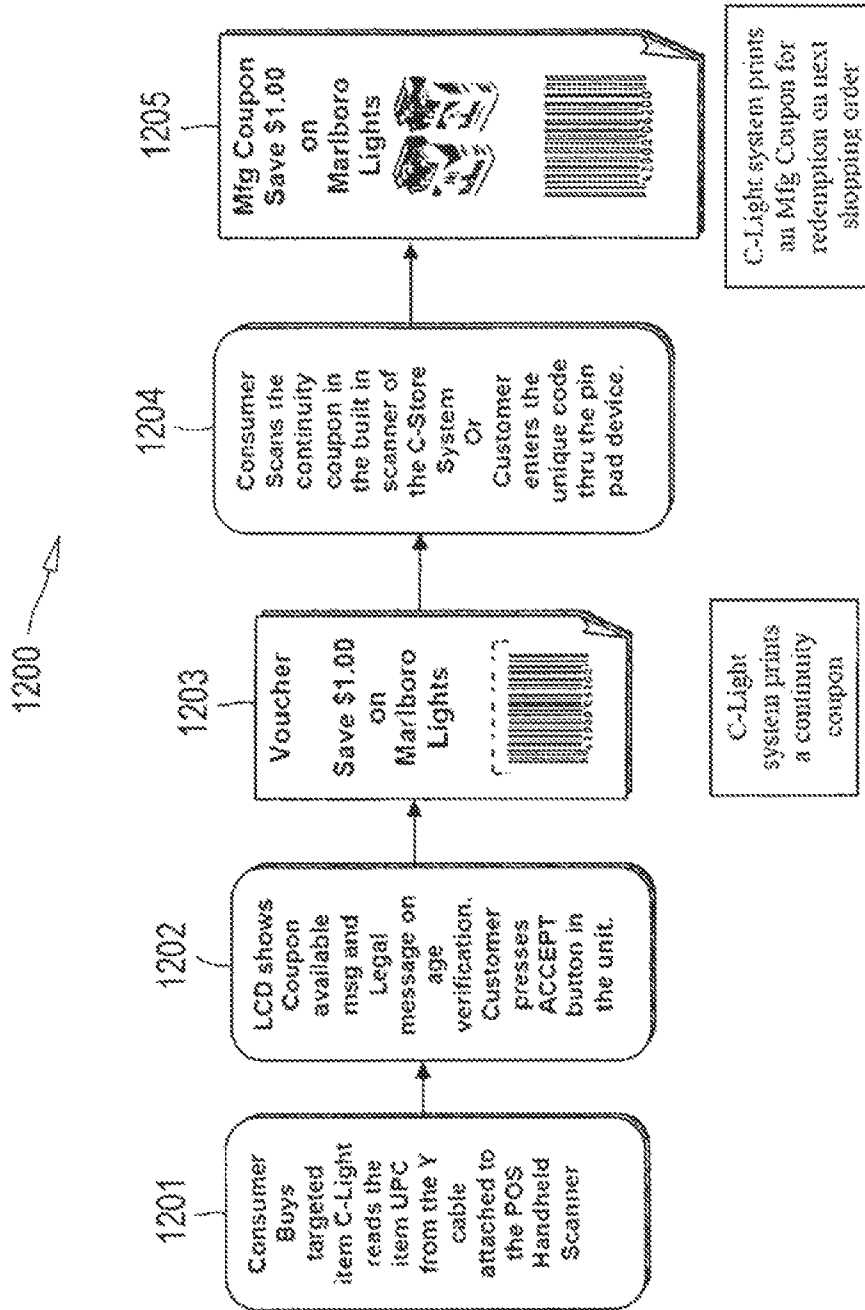 1200
1201
Consumer
Buys
targeted
item C-Light
reads the
item UPC
from the Y
cable
attached to
the POS
Handheld
Scanner
1202
LCD shows
Coupon
available
msg and
Legal
message on
age
verification.
Customer
presses
ACCEPT
button in
the unit.
1203
Voucher
Save $1.00
on
Marlboro
Lights
C-Light
system prints
a continuity
coupon
1204
Consumer
Scans the
continuity
coupon in
the built in
scanner of
the C-Store
System
Or
Customer
enters the
unique code
thru the pin
pad device.
1205
Mfg Coupon
Save $1.00
on
Marlboro
Lights
C-Light system prints
an Mfg Coupon for
redemption on next
shopping order